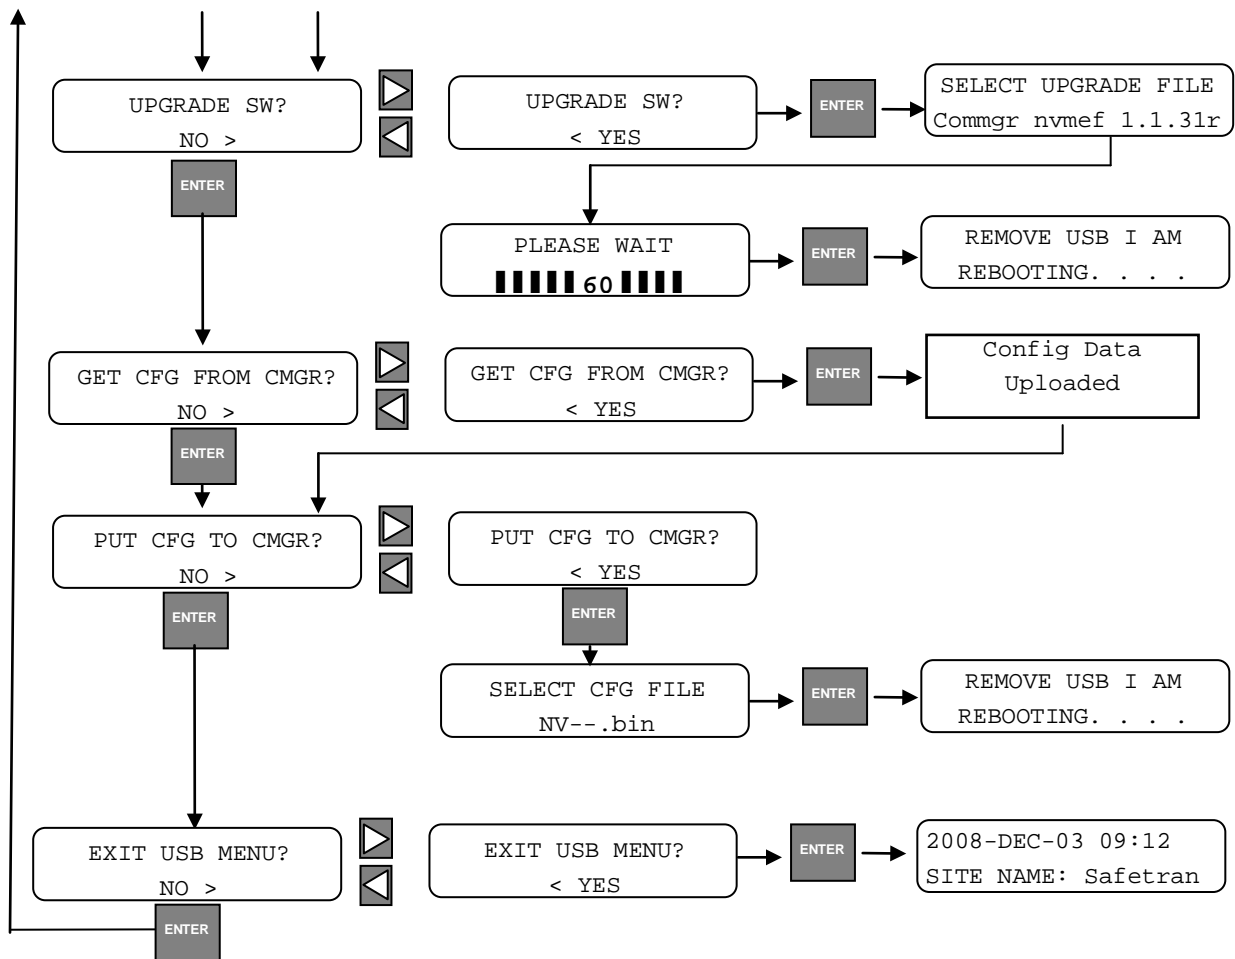 UPGRADE SW?
NO >
ENTER
UPGRADE SW?
< YES
ENTER
SELECT UPGRADE FILE
Commgr nvmef 1.1.31r
PLEASE WAIT
60
ENTER
REMOVE USB I AM
REBOOTING. . . .
GET CFG FROM CMGR?
NO >
ENTER
GET CFG FROM CMGR?
< YES
ENTER
Config Data
Uploaded
PUT CFG TO CMGR?
NO >
ENTER
PUT CFG TO CMGR?
< YES
ENTER
SELECT CFG FILE
NV--.bin
ENTER
REMOVE USB I AM
REBOOTING. . . .
EXIT USB MENU?
NO >
ENTER
EXIT USB MENU?
< YES
ENTER
2008-DEC-03 09:12
SITE NAME: Safetran